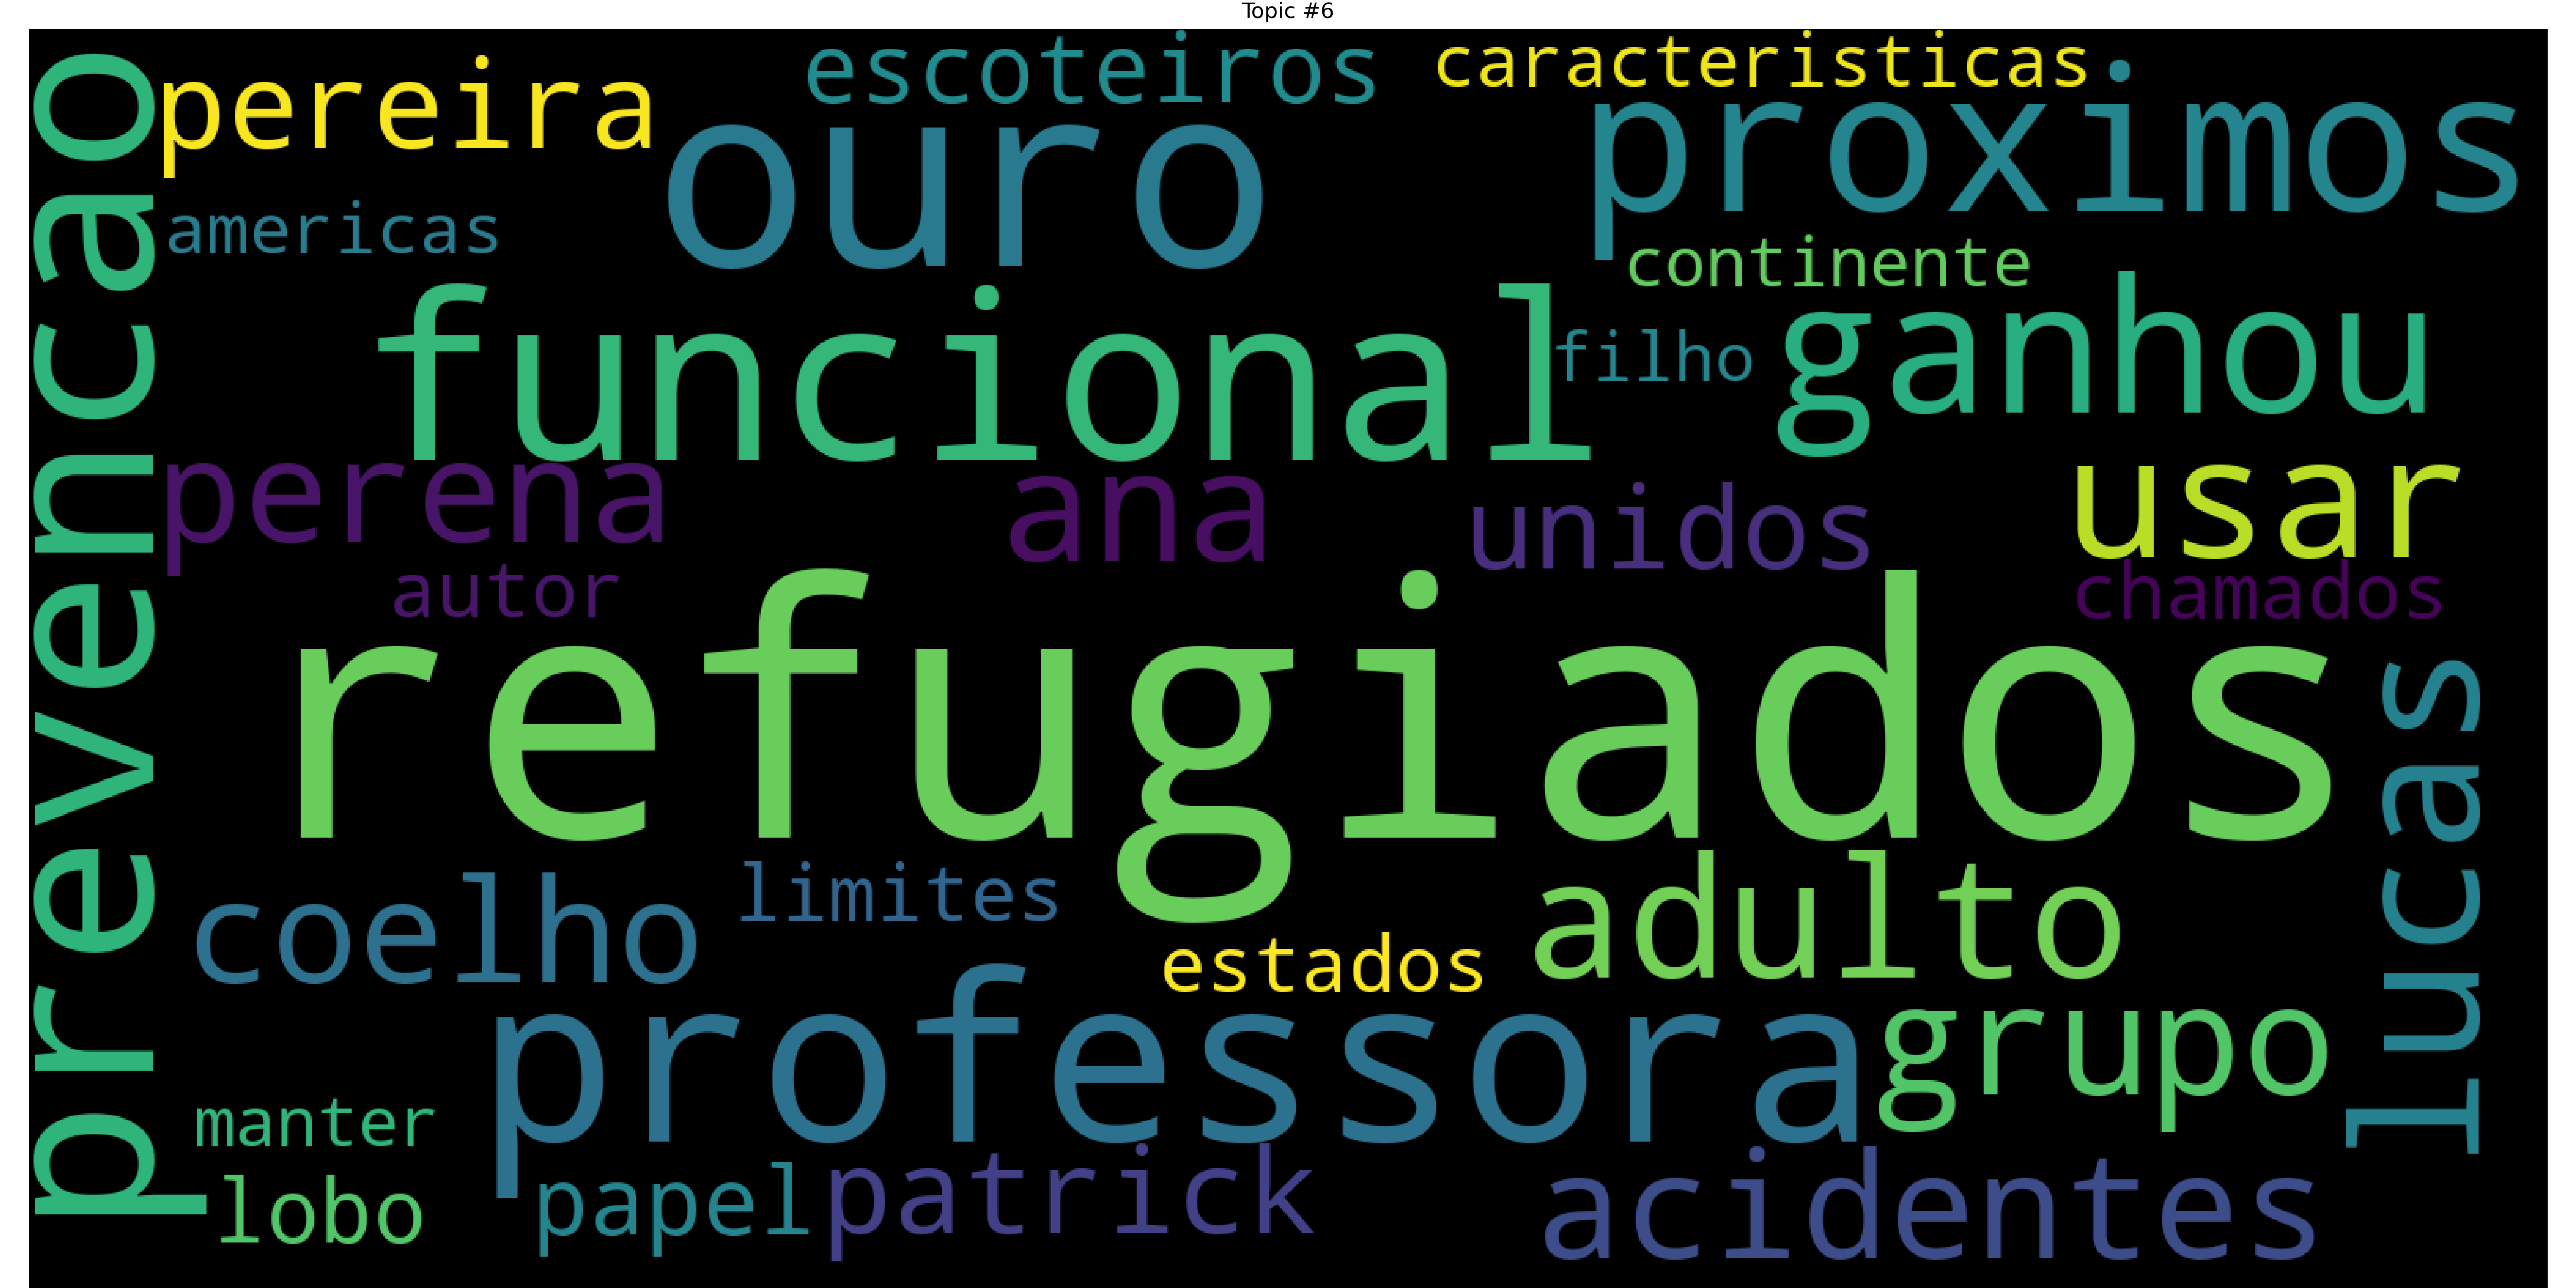 Topic #6
prevencao
pereira
escoteiros
caracteristicas
ouro
proximos
americas
continente
funcional
filho
ganhou
perena
ana
unidos
usar
autor
chamados
refugiados
lucas
coelho
limites
adulto
estados
professora
grupo
manter
lobo
papel
patrick
acidentes